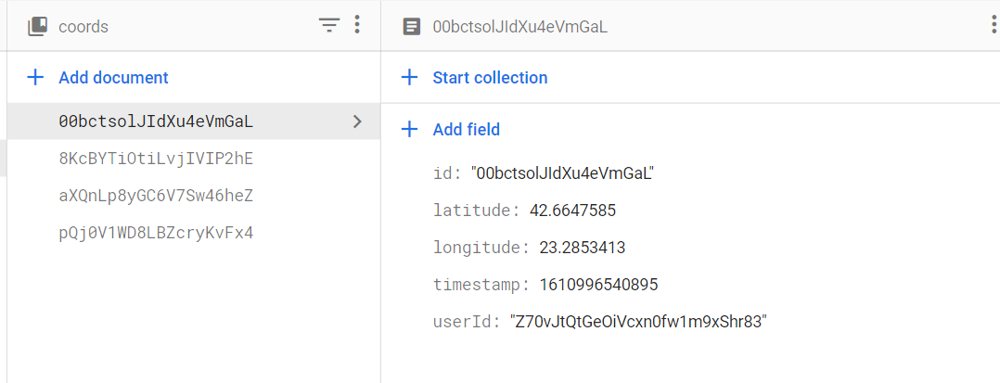 coords
Add document
00bctsolJIdXu4eVmGaL
8KcBYTiOtiLvjIVIP2hE
aXQnLp8yGC6V7Sw46heZ
pQj0V1WD8LBZcryKvFx4
00bctsolJIdXu4eVmGaL
Start collection
Add field
id: "00bctsolJIdXu4eVmGaL"
latitude: 42.6647585
longitude: 23.2853413
timestamp: 1610996540895
userId: "Z70vJtQtGeOiVcxn0fw1m9xShr83"